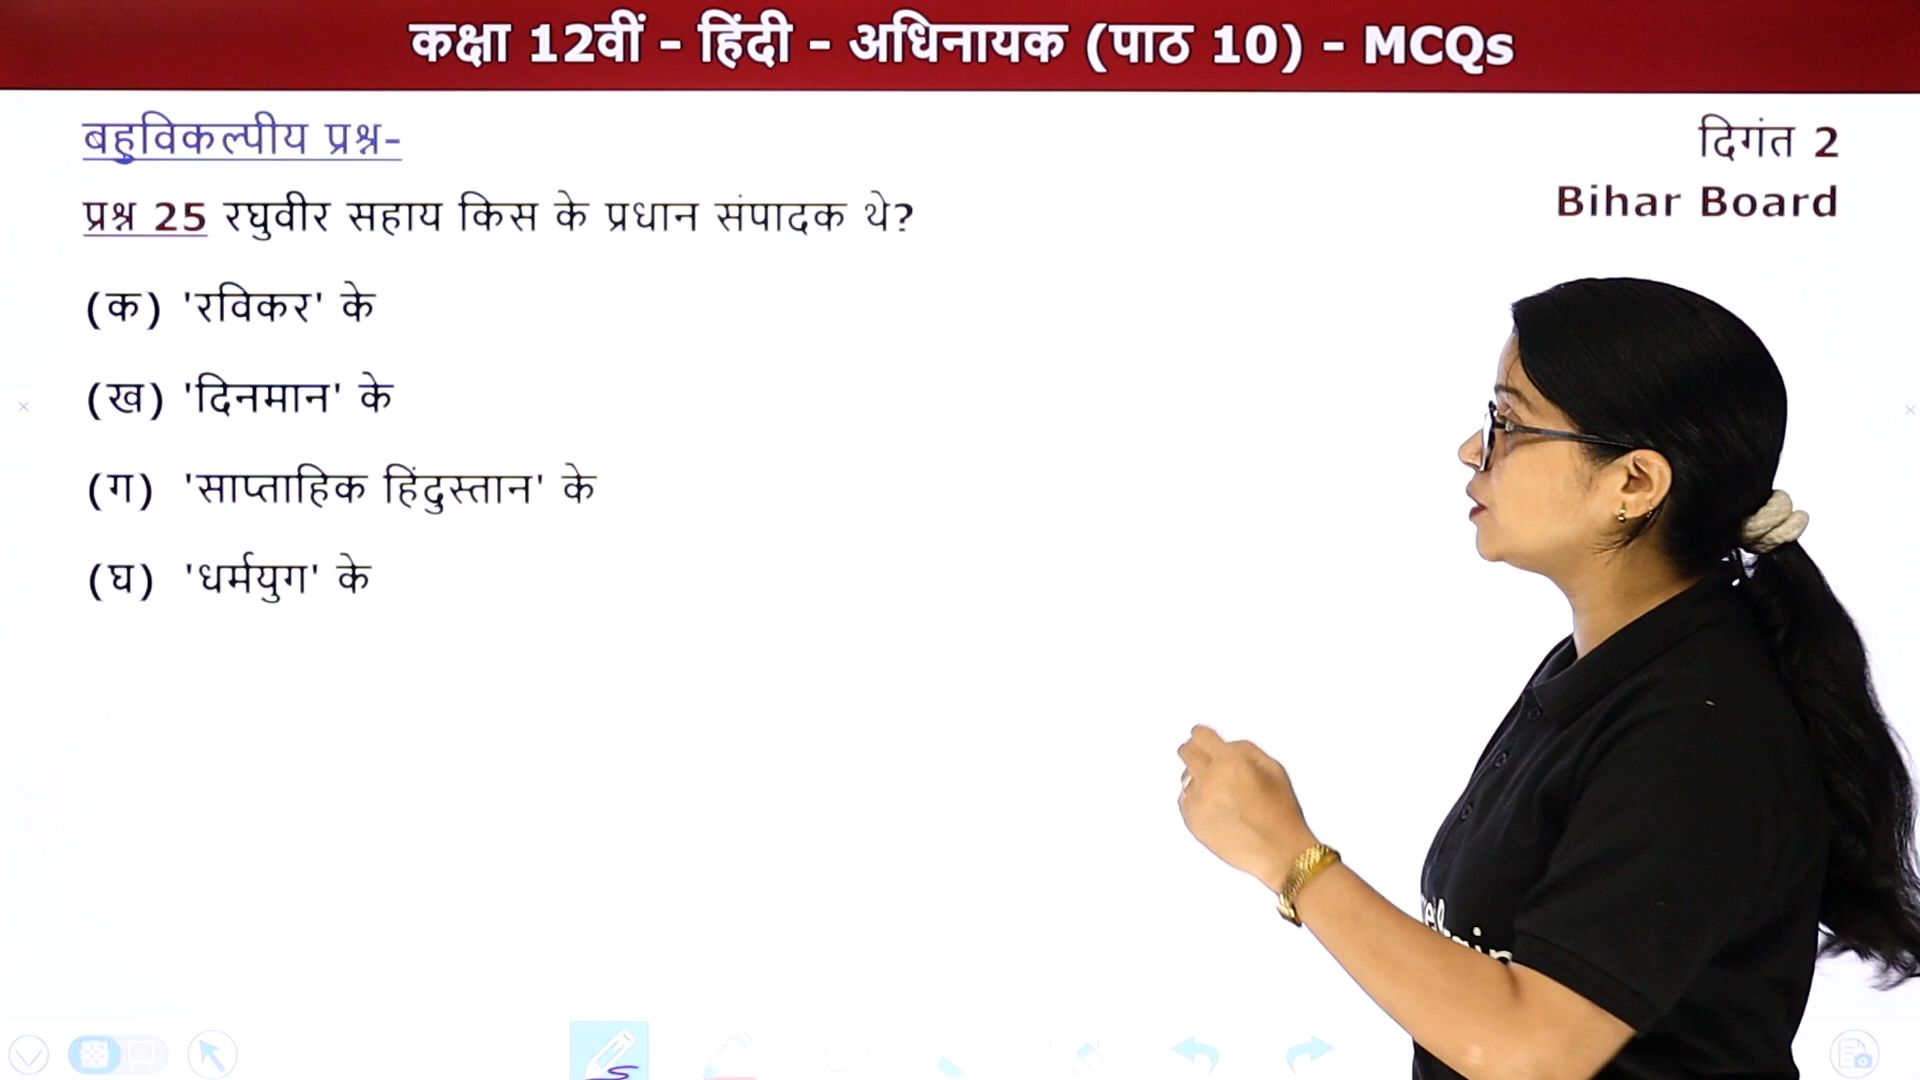 कक्षा 12वीं - हिंदी - अधिनायक (पाठ 10) - MCQs
बहुविकल्पीय प्रश्न-
दिगंत 2
Bihar Board
प्रश्न 25 रघुवीर सहाय किस के प्रधान संपादक थे?
(क) 'रविकर' के
(ख) 'दिनमान' के
(ग) 'साप्ताहिक हिंदुस्तान' के
(घ) 'धर्मयुग' के